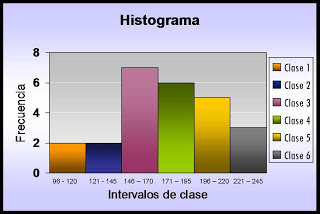 Histograma
Frecuencia
8
6
4
2
0
96 - 120 121 - 145 146 – 170 171 – 195 196 – 220 221 – 245
Intervalos de clase
Clase 1
Clase 2
Clase 3
Clase 4
Clase 5
Clase 6